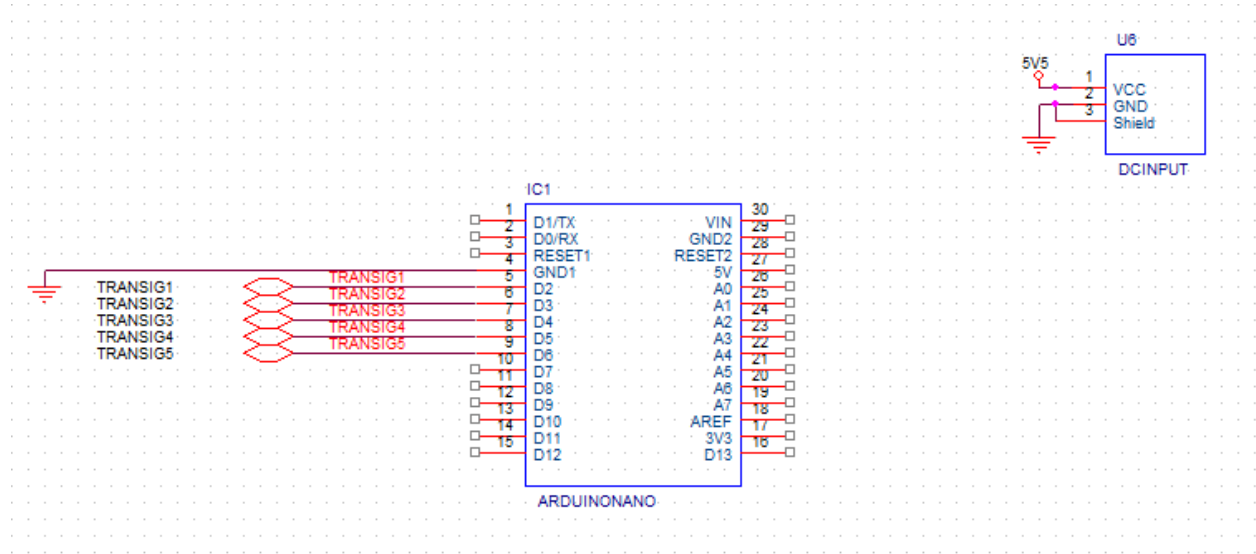 U6
5V5
1 VCC
2 GND
3 Shield
DCINPUT
IC1
1 D1/TX VIN 30
2 D0/RX GND2 29
3 RESET1 RESET2 28
4 GND1 5V 27
TRANSIG1 TRANSIG1 5 D2 A0 26
TRANSIG2 TRANSIG2 6 D3 A1 25
TRANSIG3 TRANSIG3 7 D4 A2 24
TRANSIG4 TRANSIG4 8 D5 A3 23
TRANSIG5 TRANSIG5 9 D6 A4 22
10 D7 A5 21
11 D8 A6 20
12 D9 A7 19
13 D10 AREF 18
14 D11 3V3 17
15 D12 D13 16
ARDUINONANO